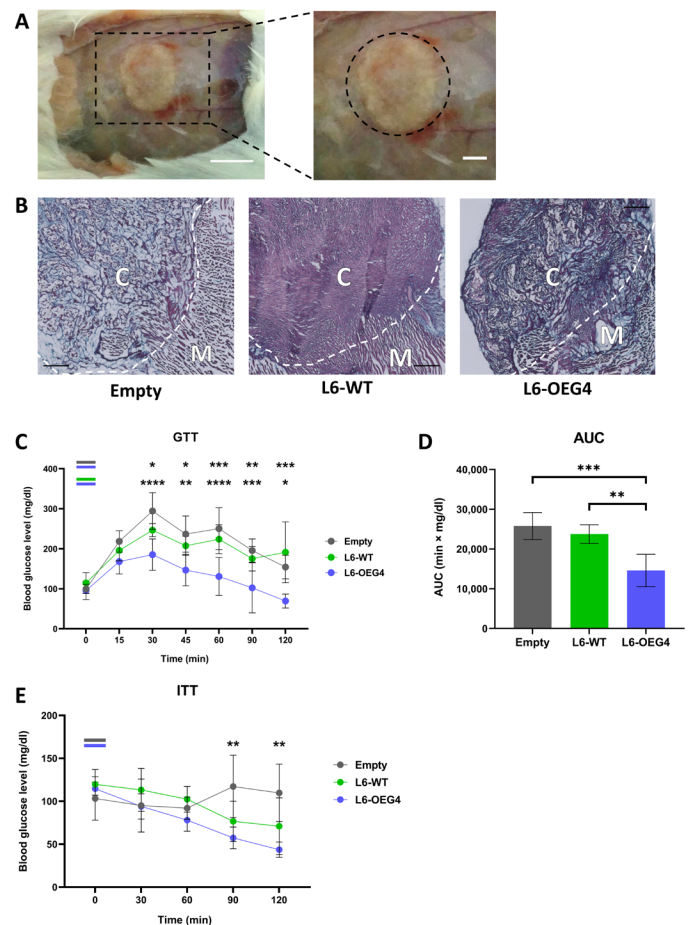 A
B
C
M
Empty
C
M
L6-WT
C
M
L6-OEG4
C
GTT
* * *** ** ***
**** ** **** *** *
Blood glucose level (mg/dl)
400
300
200
100
0
0 15 30 45 60 90 120
Time (min)
Empty
L6-WT
L6-OEG4
D
AUC
***
**
AUC (min × mg/dl)
40,000
30,000
20,000
10,000
0
Empty L6-WT L6-OEG4
E
ITT
** **
Blood glucose level (mg/dl)
200
150
100
50
0
0 30 60 90 120
Time (min)
Empty
L6-WT
L6-OEG4